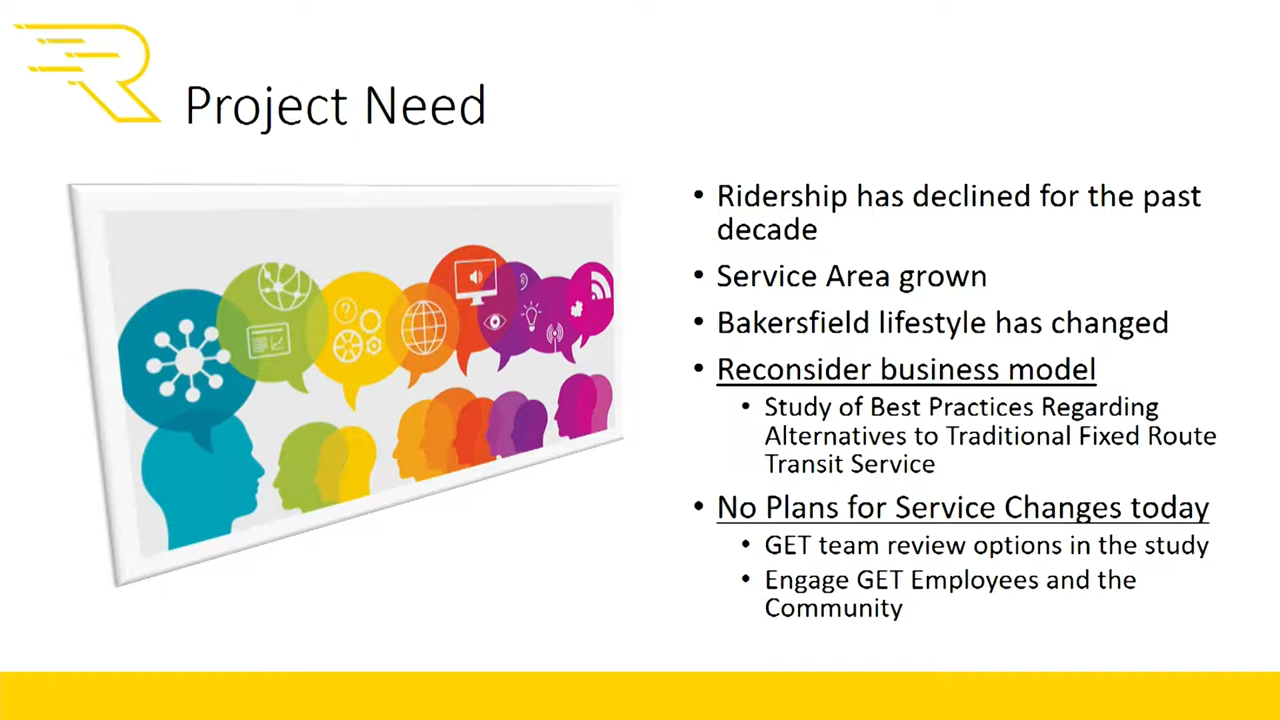 Project Need
• Ridership has declined for the past
decade
• Service Area grown
• Bakersfield lifestyle has changed
• Reconsider business model
• Study of Best Practices Regarding
Alternatives to Traditional Fixed Route
Transit Service
• No Plans for Service Changes today
• GET team review options in the study
• Engage GET Employees and the
Community